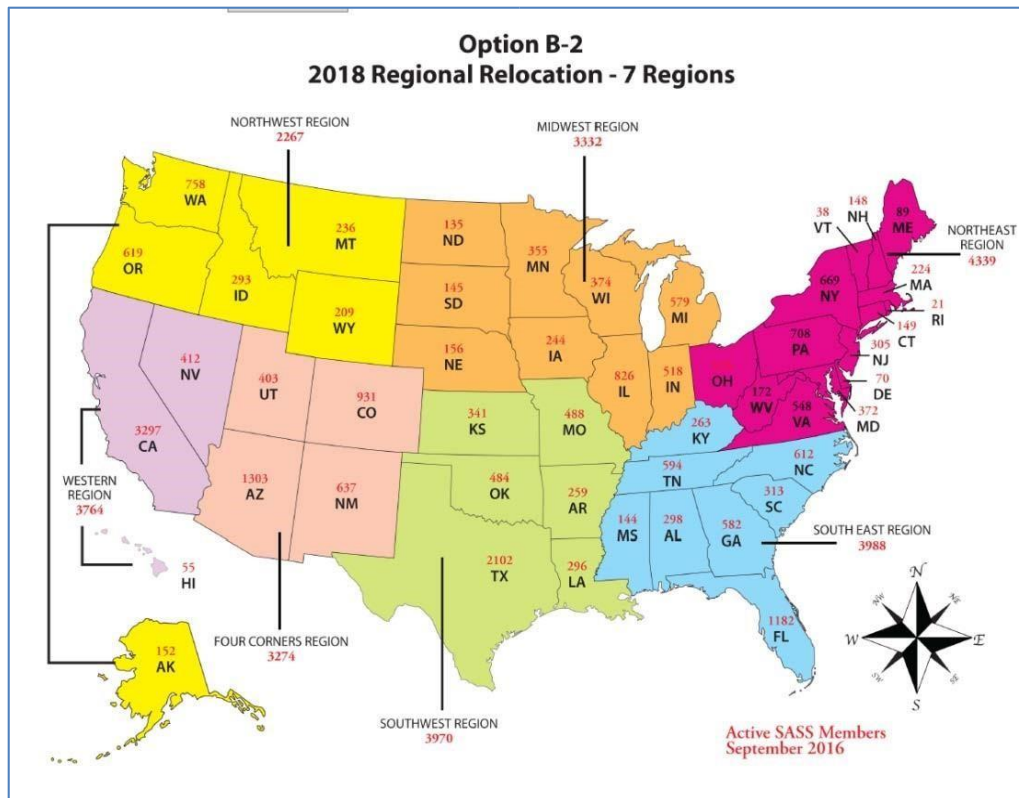 Option B-2
2018 Regional Relocation - 7 Regions
NORTHWEST REGION
2267
MIDWEST REGION
3332
758
WA
619
OR
293
ID
236
MT
209
WY
135
ND
145
SD
156
NE
355
MN
374
WI
579
MI
244
IA
826
IL
518
IN
38
VT
148
NH
89
ME
NORTHEAST
REGION
4339
669
NY
224
MA
21
RI
149
CT
708
PA
305
NJ
70
DE
372
MD
OH
172
WV
548
VA
412
NV
3297
CA
WESTERN
REGION
3764
55
HI
403
UT
931
CO
1303
AZ
637
NM
FOUR CORNERS REGION
3274
341
KS
488
MO
484
OK
259
AR
2102
TX
296
LA
SOUTHWEST REGION
3970
263
KY
594
TN
612
NC
313
SC
144
MS
298
AL
582
GA
1182
FL
SOUTH EAST REGION
3988
152
AK
N
NW
NE
W
E
SW
SE
S
Active SASS Members
September 2016